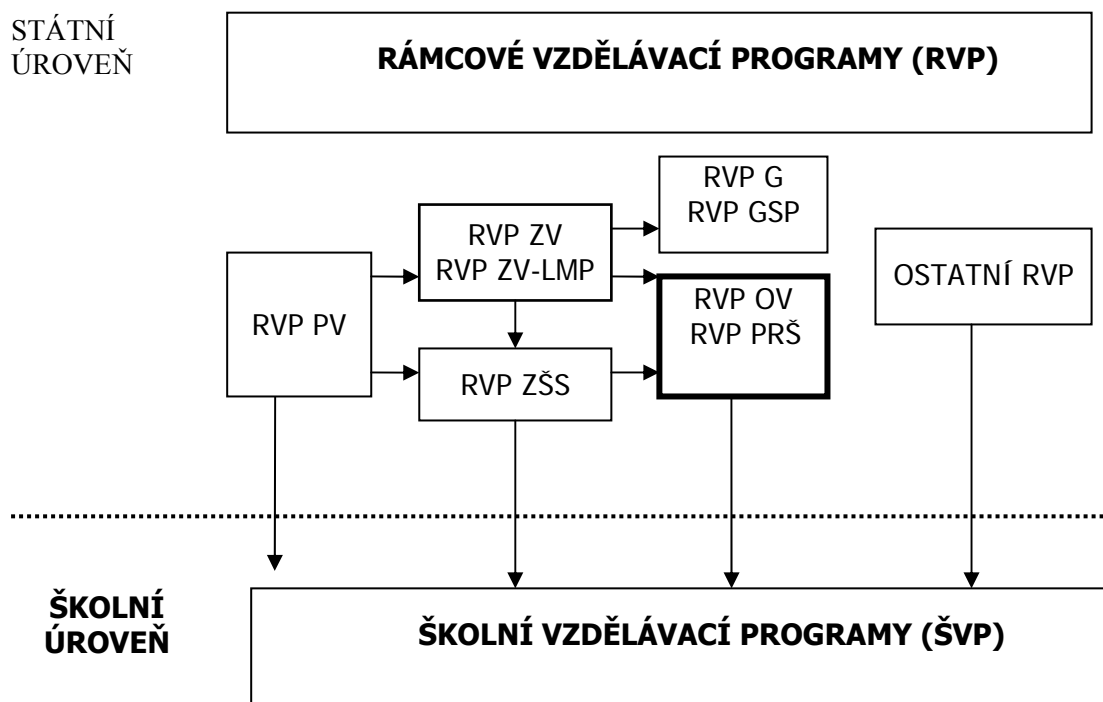 STÁTNÍ
ÚROVEŇ
RÁMCOVÉ VZDĚLÁVACÍ PROGRAMY (RVP)
RVP G
RVP GSP
RVP ZV
RVP ZV-LMP
OSTATNÍ RVP
RVP OV
RVP PRŠ
RVP PV
RVP ZŠS
ŠKOLNÍ
ÚROVEŇ
ŠKOLNÍ VZDĚLÁVACÍ PROGRAMY (ŠVP)